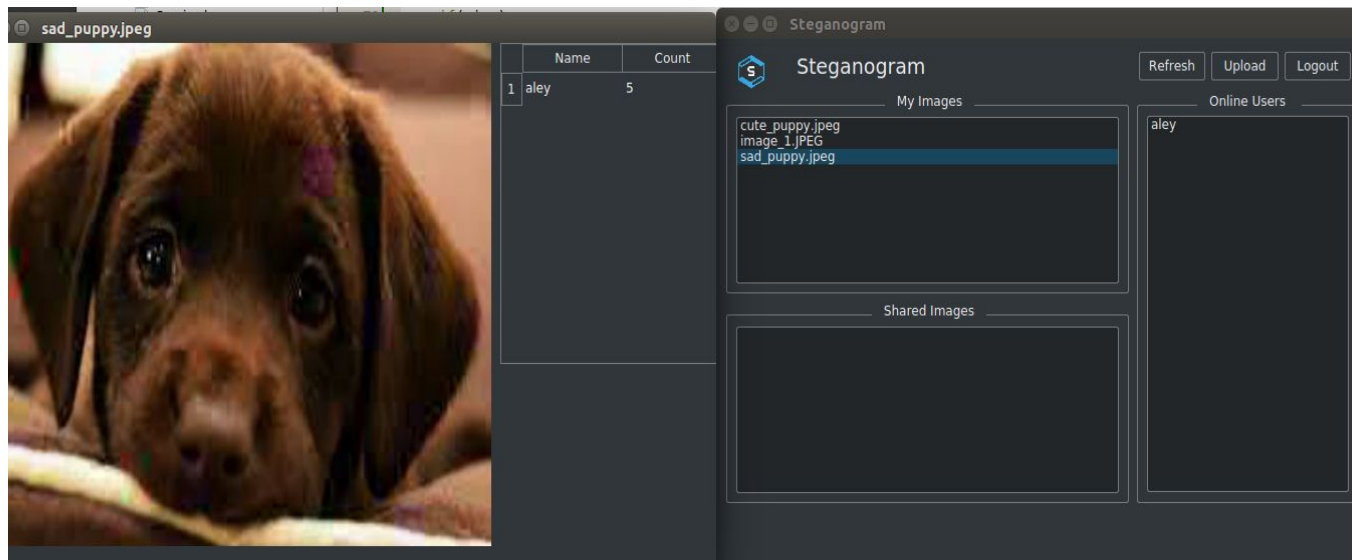 sad_puppy.jpeg
Name Count
1 aley 5
Steganogram
S Steganogram
Refresh Upload Logout
My Images
cute_puppy.jpeg
image_1.JPEG
sad_puppy.jpeg
Shared Images
Online Users
aley